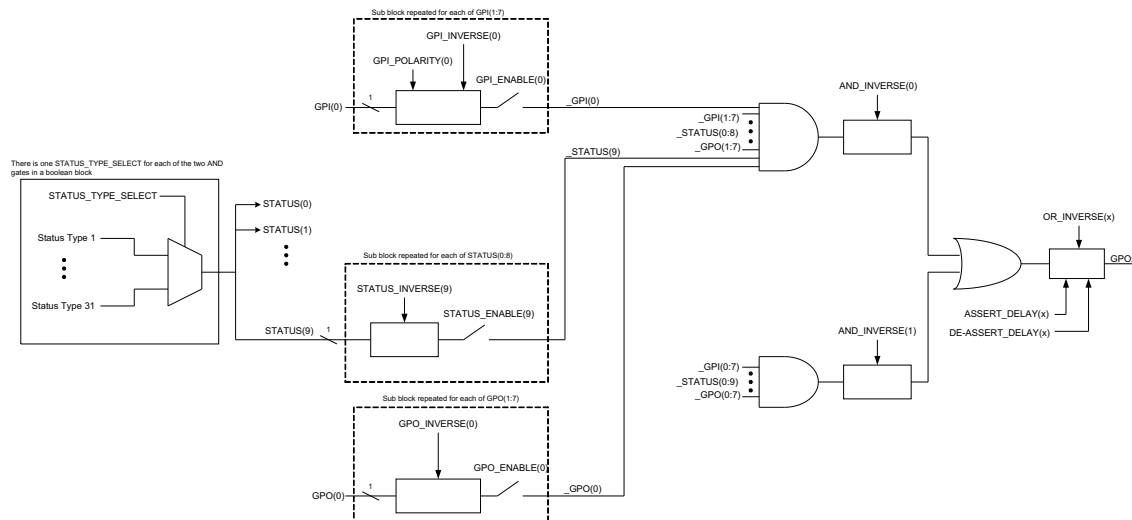 Sub block repeated for each of GPI(1:7)
GPI_INVERSE(0)
GPI_POLARITY(0)
GPI_ENABLE(0)
GPI(0)
1
_GPI(0)
_GPI(1:7)
_STATUS(0:8)
_GPO(1:7)
_STATUS(9)
AND_INVERSE(0)
There is one STATUS_TYPE_SELECT for each of the two AND
gates in a boolean block
STATUS_TYPE_SELECT
Status Type 1
Status Type 31
STATUS(0)
STATUS(1)
Sub block repeated for each of STATUS(0:8)
STATUS_INVERSE(9)
STATUS_ENABLE(9)
STATUS(9)
1
OR_INVERSE(x)
GPO
ASSERT_DELAY(x)
DE-ASSERT_DELAY(x)
AND_INVERSE(1)
_GPI(0:7)
_STATUS(0:9)
_GPO(0:7)
Sub block repeated for each of GPO(1:7)
GPO_INVERSE(0)
GPO_ENABLE(0)
GPO(0)
1
_GPO(0)